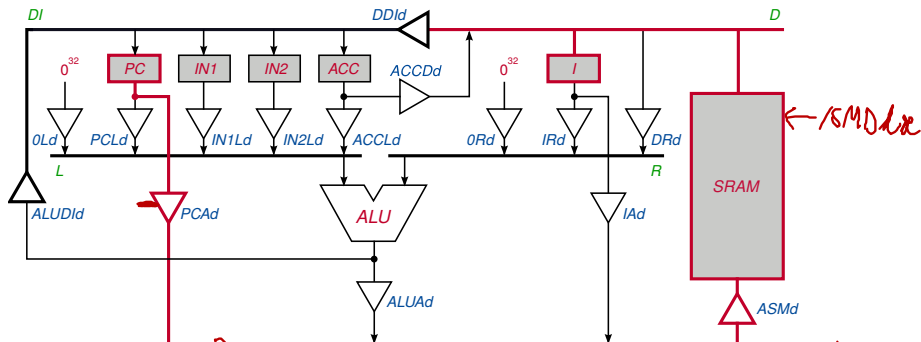 DI DDId D
0³² PC IN1 IN2 ACC ACCDd 0³² I
0Ld PCLd IN1Ld IN2Ld ACCLd 0Rd IRd DRd
L R
SRAM
ALUDId PCAd ALU IAd
ALUAd ASMd